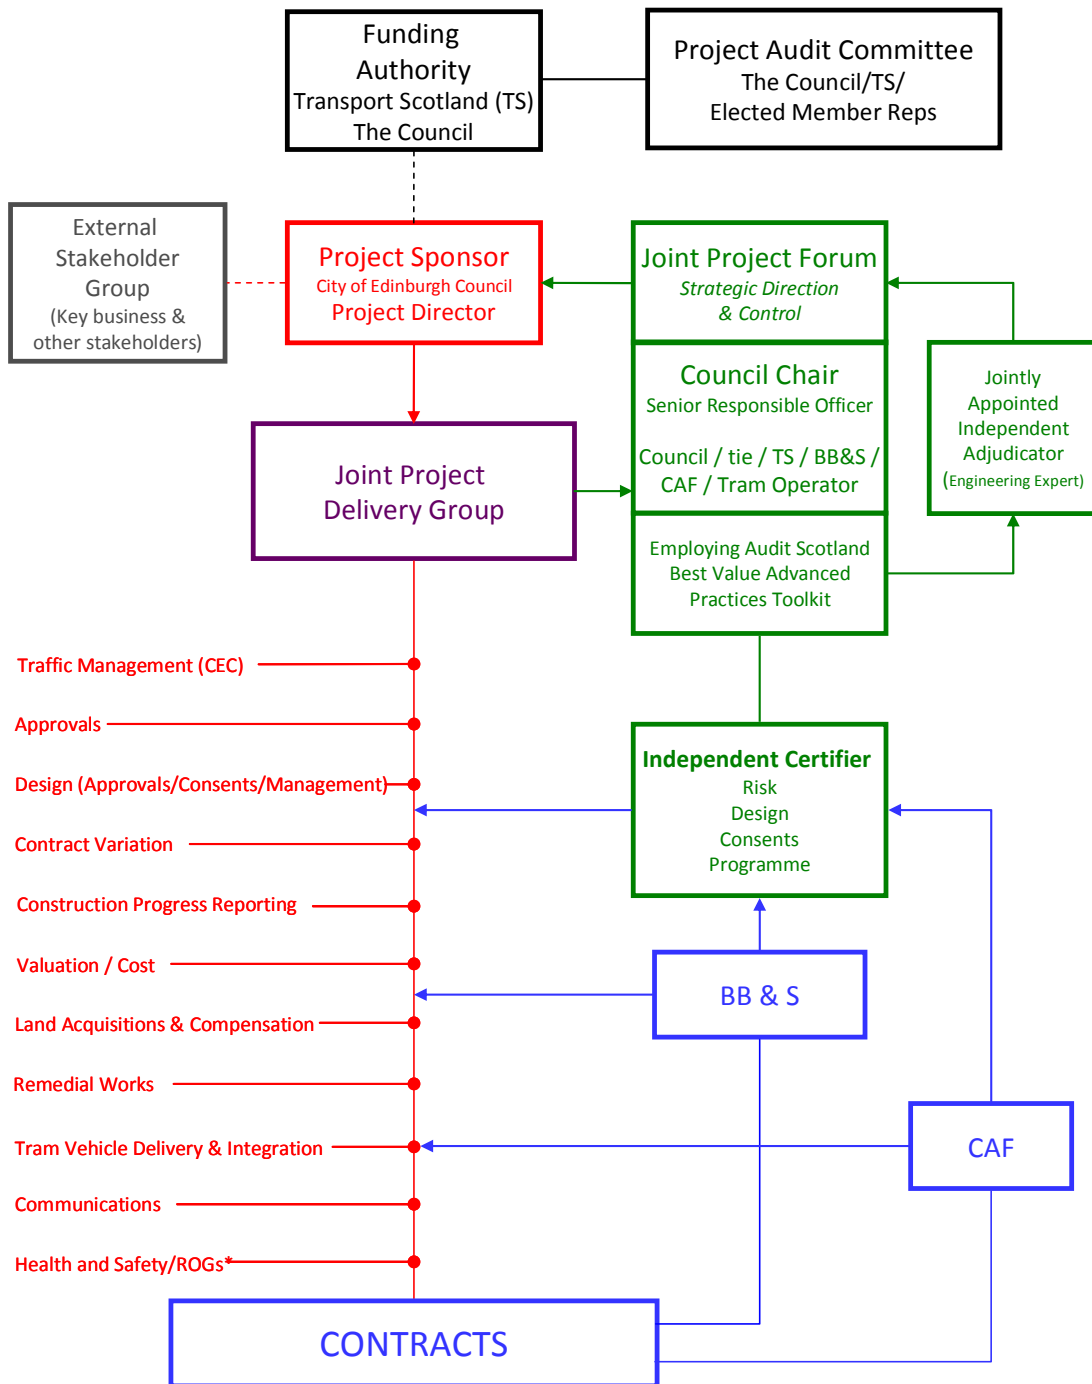 Funding
Authority
Transport Scotland (TS)
The Council
Project Audit Committee
The Council/TS/
Elected Member Reps
External
Stakeholder
Group
(Key business &
other stakeholders)
Project Sponsor
City of Edinburgh Council
Project Director
Joint Project Forum
Strategic Direction
& Control
Council Chair
Senior Responsible Officer
Council / tie / TS / BB&S /
CAF / Tram Operator
Employing Audit Scotland
Best Value Advanced
Practices Toolkit
Jointly
Appointed
Independent
Adjudicator
(Engineering Expert)
Joint Project
Delivery Group
Traffic Management (CEC)
Approvals
Design (Approvals/Consents/Management)
Contract Variation
Construction Progress Reporting
Valuation / Cost
Land Acquisitions & Compensation
Remedial Works
Tram Vehicle Delivery & Integration
Communications
Health and Safety/ROGs*
Independent Certifier
Risk
Design
Consents
Programme
BB & S
CAF
CONTRACTS